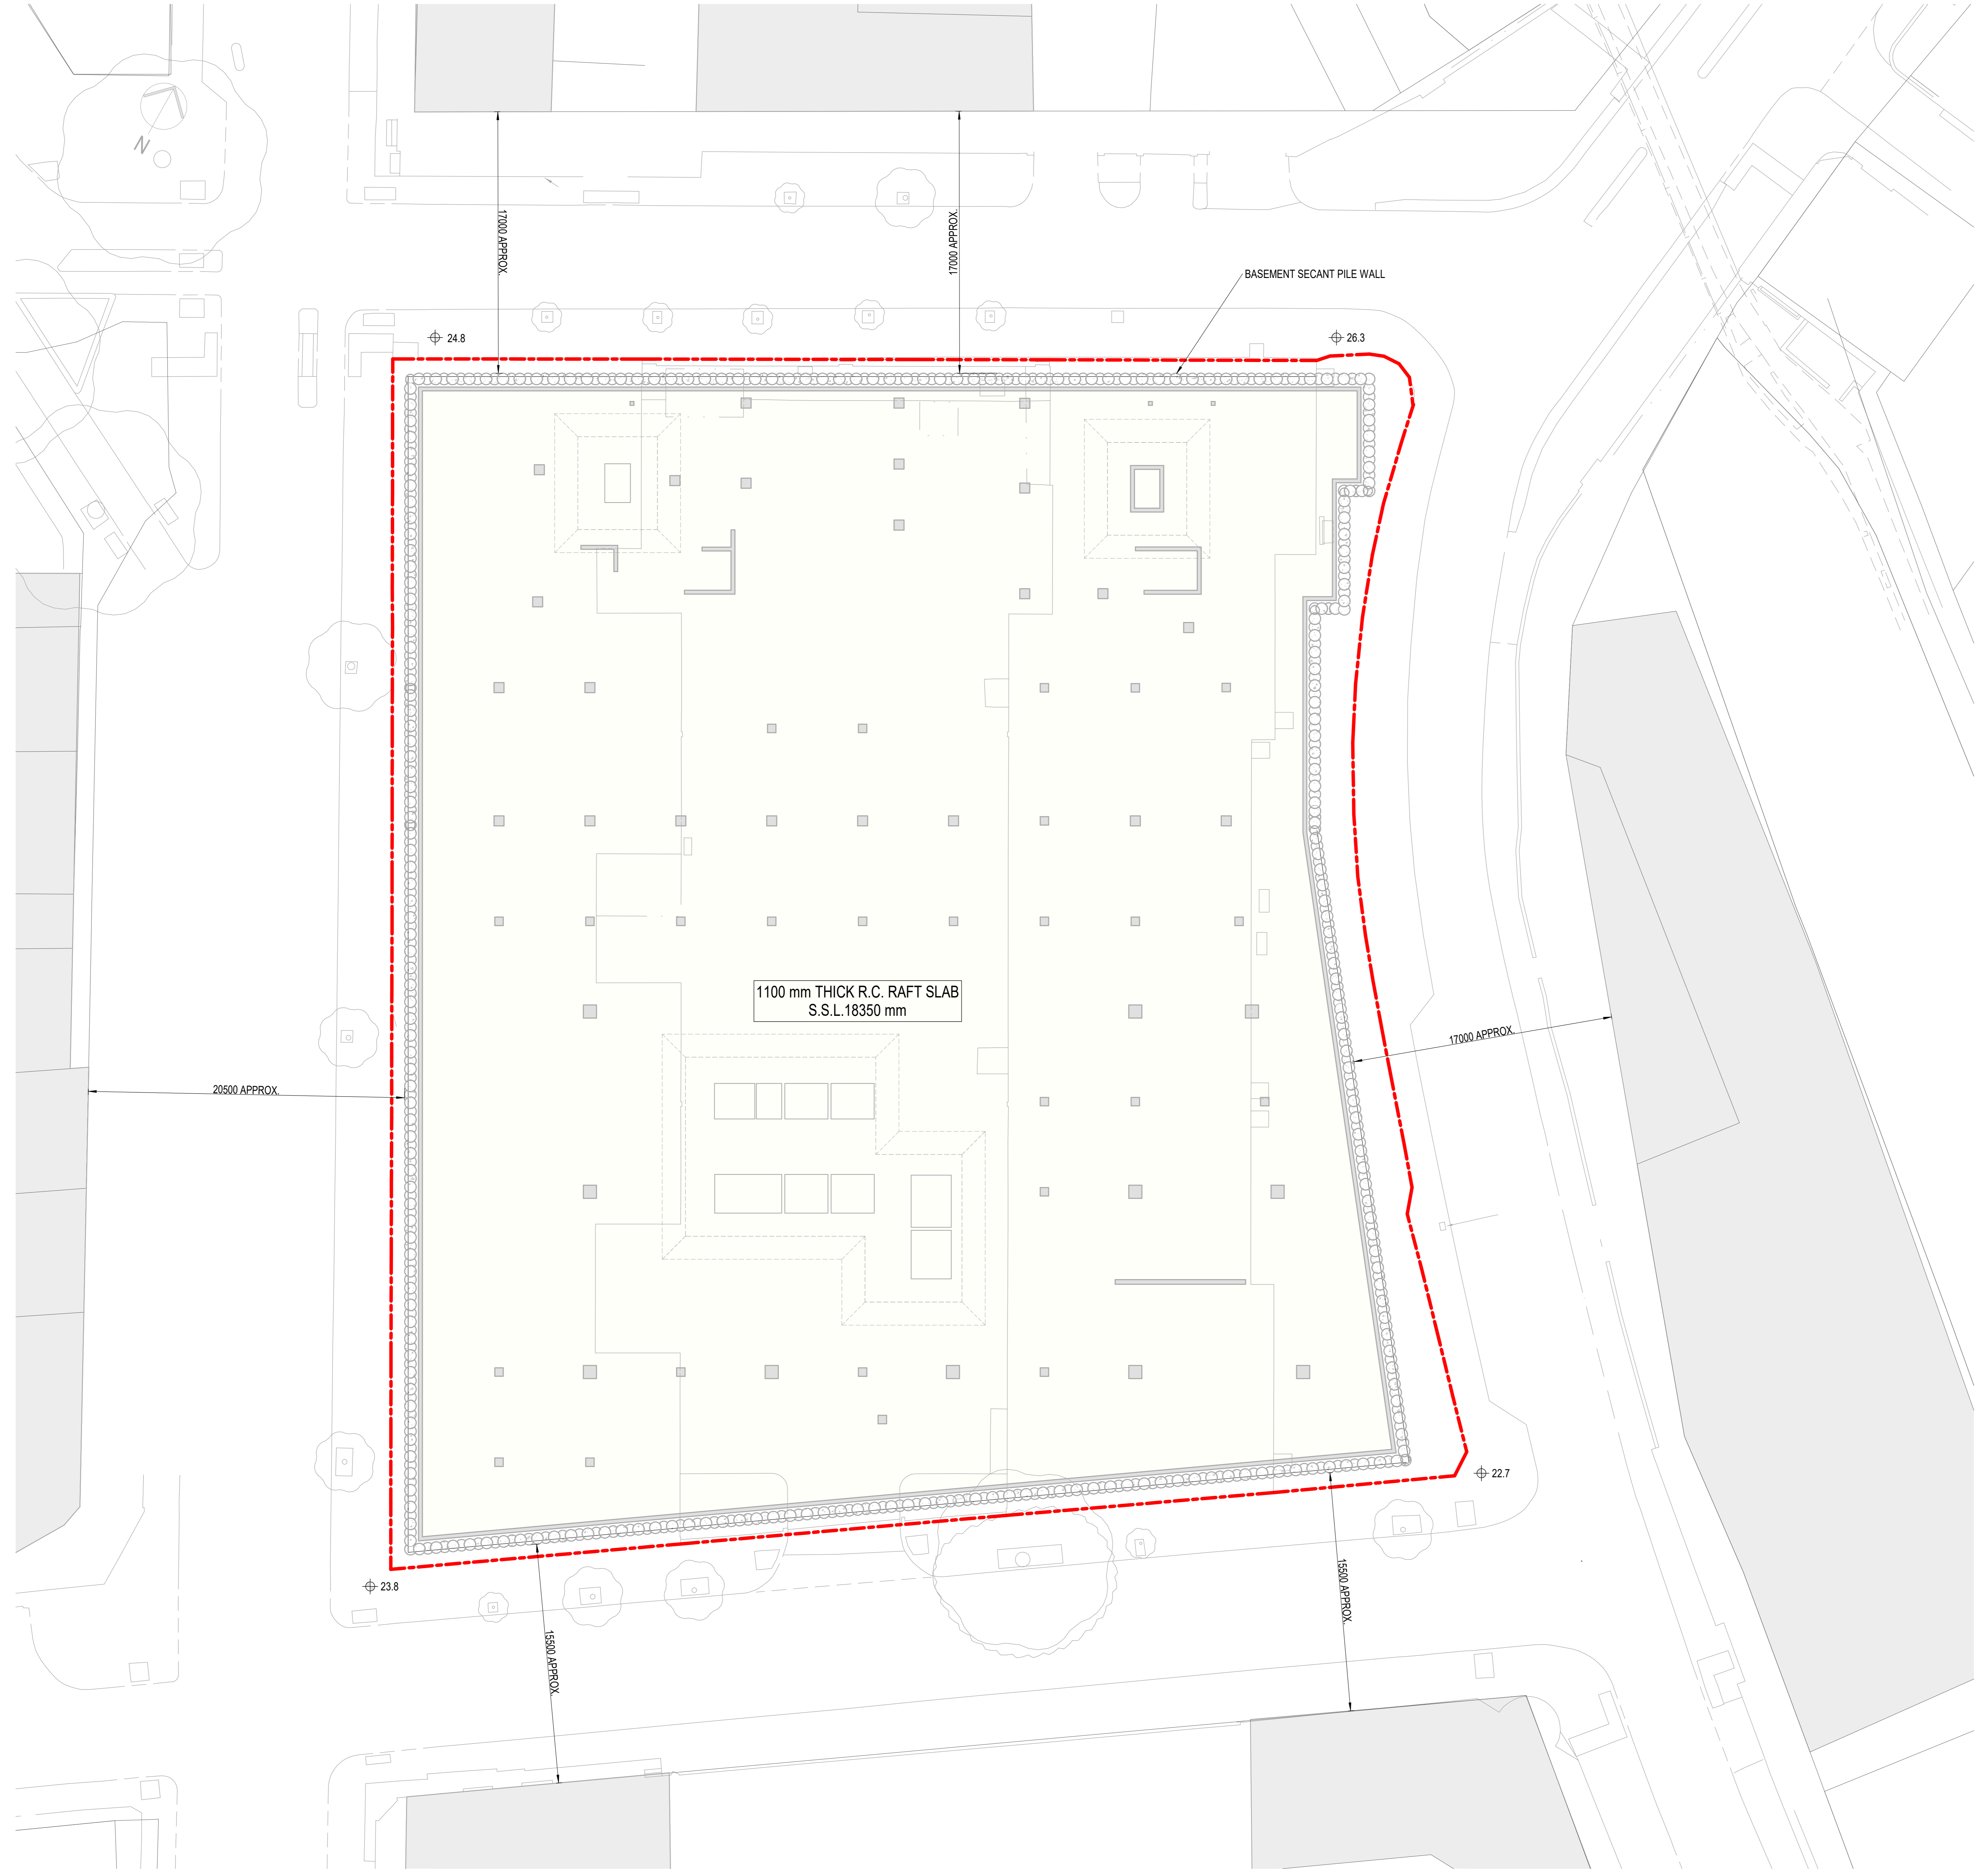 N
17000 APPROX.
17000 APPROX.
BASEMENT SECANT PILE WALL
24.8
26.3
1100 mm THICK R.C. RAFT SLAB
S.S.L.18350 mm
17000 APPROX.
20500 APPROX.
22.7
23.8
15500 APPROX.
15500 APPROX.